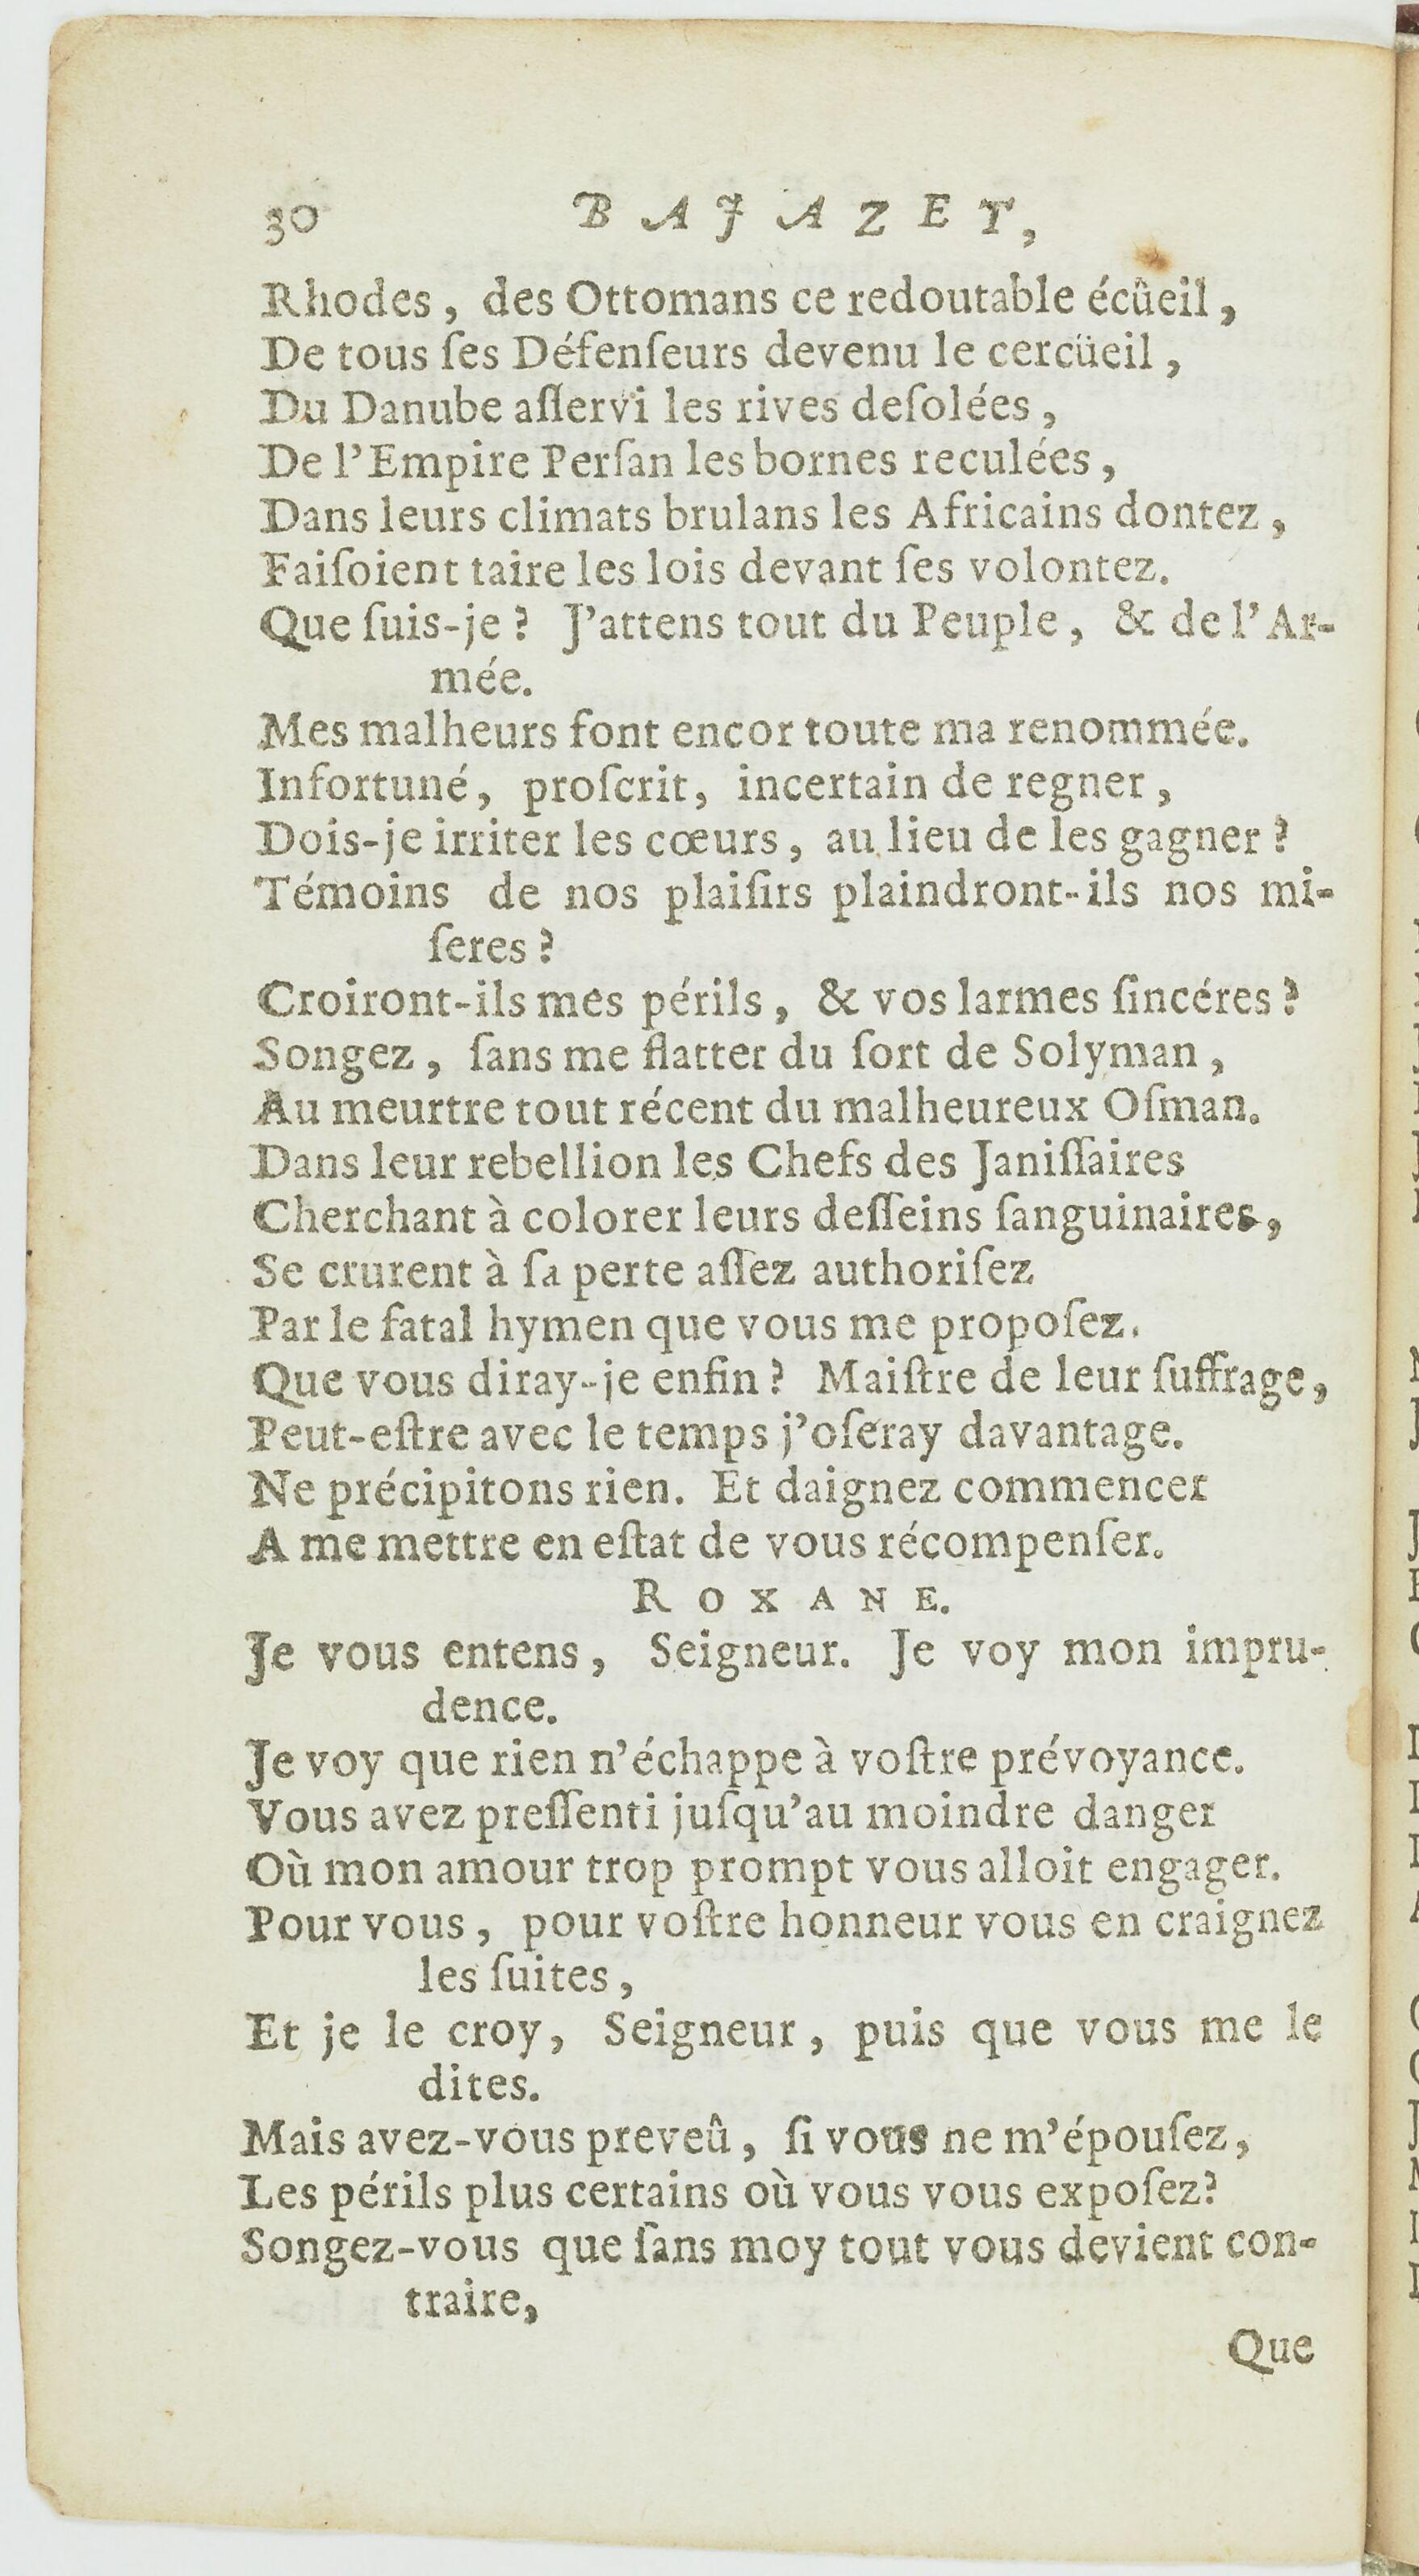 30 BAJAZET,
Rhodes, des Ottomans ce redoutable écûeil,
De tous ſes Défenſeurs devenu le cercüeil,
Du Danube aſſervi les rives deſolées,
De l'Empire Perſan les bornes reculées,
Dans leurs climats brulans les Africains dontez,
Faiſoient taire les lois devant ſes volontez.
Que ſuis-je? J'attens tout du Peuple, & de l'Ar-
mée.
Mes malheurs font encor toute ma renommée.
Infortuné, proſcrit, incertain de regner,
Dois-je irriter les cœurs, au lieu de les gagner?
Témoins de nos plaiſirs plaindront-ils nos mi-
ſeres?
Croiront-ils mes périls, & vos larmes ſincéres?
Songez, ſans me flatter du ſort de Solyman,
Au meurtre tout récent du malheureux Oſman.
Dans leur rebellion les Chefs des Janiſſaires
Cherchant à colorer leurs deſſeins ſanguinaires,
Se crurent à ſa perte aſſez authoriſez
Par le fatal hymen que vous me propoſez.
Que vous diray-je enfin? Maiſtre de leur ſuffrage,
Peut-eſtre avec le temps j'oſeray davantage.
Ne précipitons rien. Et daignez commencer
A me mettre en eſtat de vous récompenſer.
ROXANE.
Je vous entens, Seigneur. Je voy mon impru-
dence.
Je voy que rien n'échappe à voſtre prévoyance.
Vous avez preſſenti juſqu'au moindre danger
Où mon amour trop prompt vous alloit engager.
Pour vous, pour voſtre honneur vous en craignez
les ſuites,
Et je le croy, Seigneur, puis que vous me le
dites.
Mais avez-vous preveû, ſi vous ne m'épouſez,
Les périls plus certains où vous vous expoſez?
Songez-vous que ſans moy tout vous devient con-
traire,
Que